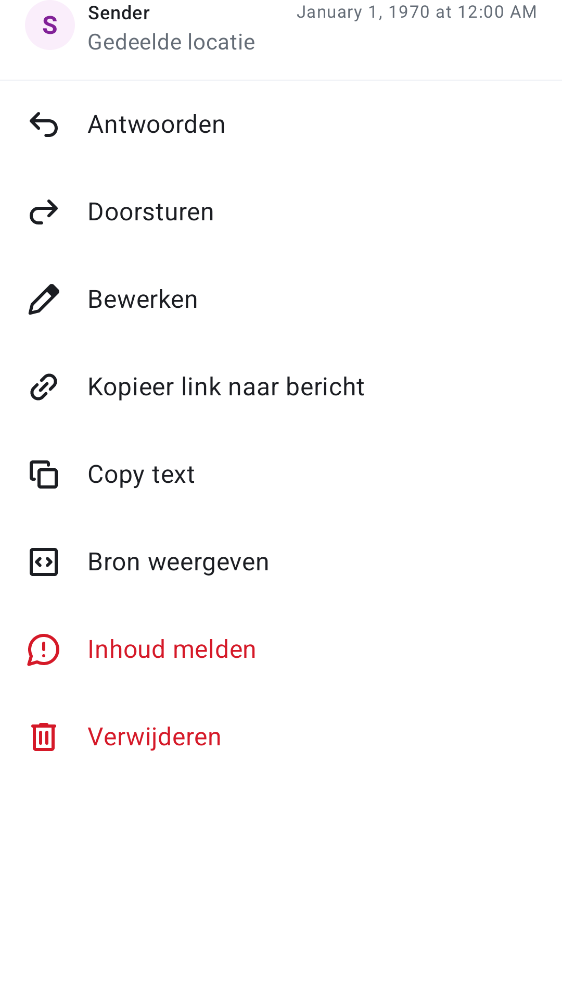 S
Sender
January 1, 1970 at 12:00 AM
Gedeelde locatie
Antwoorden
Doorsturen
Bewerken
Kopieer link naar bericht
Copy text
Bron weergeven
Inhoud melden
Verwijderen